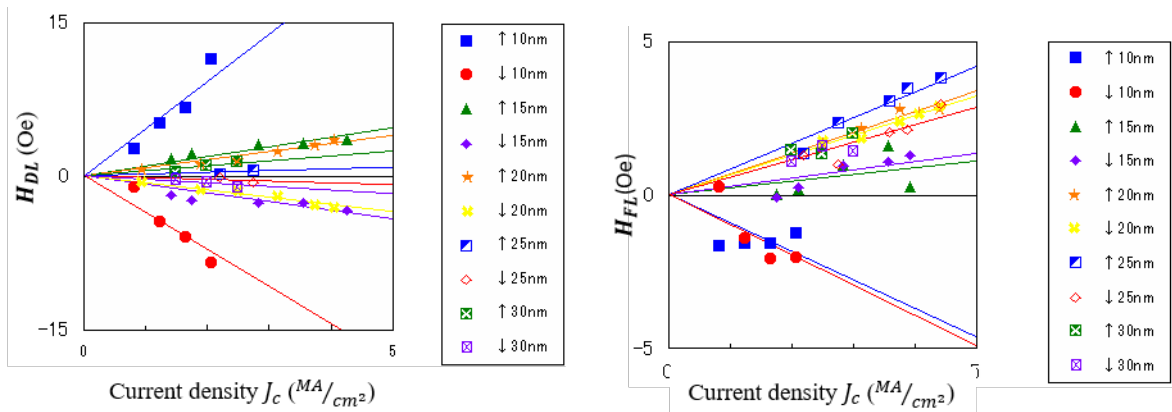 15
H_DL (Oe)
0
−15
0
5
Current density J_c (MA/cm²)
↑10nm
↓10nm
↑15nm
↓15nm
↑20nm
↓20nm
↑25nm
↓25nm
↑30nm
↓30nm
5
H_FL(Oe)
0
−5
Current density J_c (MA/cm²)
↑10nm
↓10nm
↑15nm
↓15nm
↑20nm
↓20nm
↑25nm
↓25nm
↑30nm
↓30nm